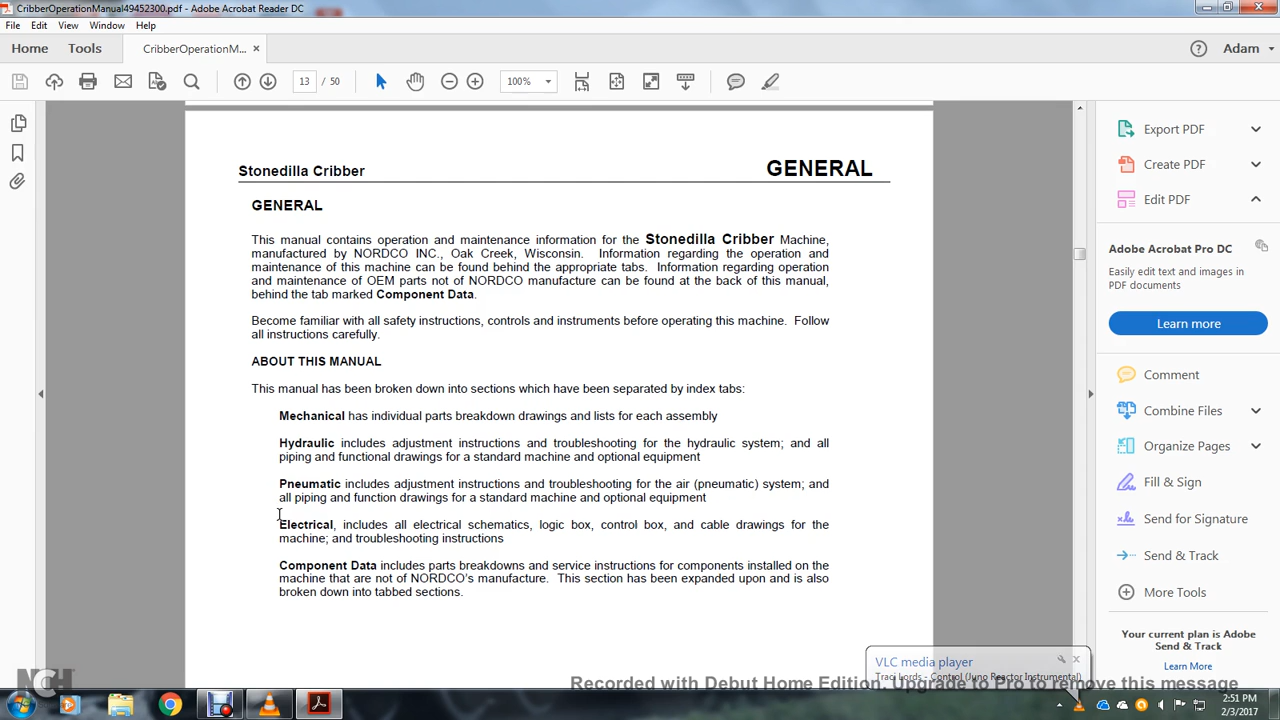 CribberOperationManual49452300.pdf - Adobe Acrobat Reader DC
File Edit View Window Help
Home Tools CribberOperationM... × Adam
13 / 50 100%
Stonedilla Cribber GENERAL
GENERAL
This manual contains operation and maintenance information for the Stonedilla Cribber Machine,
manufactured by NORDCO INC., Oak Creek, Wisconsin. Information regarding the operation and
maintenance of this machine can be found behind the appropriate tabs. Information regarding operation
and maintenance of OEM parts not of NORDCO manufacture can be found at the back of this manual,
behind the tab marked Component Data.
Become familiar with all safety instructions, controls and instruments before operating this machine. Follow
all instructions carefully.
ABOUT THIS MANUAL
This manual has been broken down into sections which have been separated by index tabs:
Mechanical has individual parts breakdown drawings and lists for each assembly
Hydraulic includes adjustment instructions and troubleshooting for the hydraulic system; and all
piping and functional drawings for a standard machine and optional equipment
Pneumatic includes adjustment instructions and troubleshooting for the air (pneumatic) system; and
all piping and function drawings for a standard machine and optional equipment
Electrical, includes all electrical schematics, logic box, control box, and cable drawings for the
machine; and troubleshooting instructions
Component Data includes parts breakdowns and service instructions for components installed on the
machine that are not of NORDCO's manufacture. This section has been expanded upon and is also
broken down into tabbed sections.
Export PDF
Create PDF
Edit PDF
Adobe Acrobat Pro DC
Easily edit text and images in
PDF documents
Learn more
Comment
Combine Files
Organize Pages
Fill & Sign
Send for Signature
Send & Track
More Tools
Your current plan is Adobe
Send & Track
Learn More
VLC media player
Traci Lords - Control (Juno Reactor Instrumental)
NCH
Recorded with Debut Home Edition. Upgrade to Pro to remove this message
2:51 PM
2/3/2017